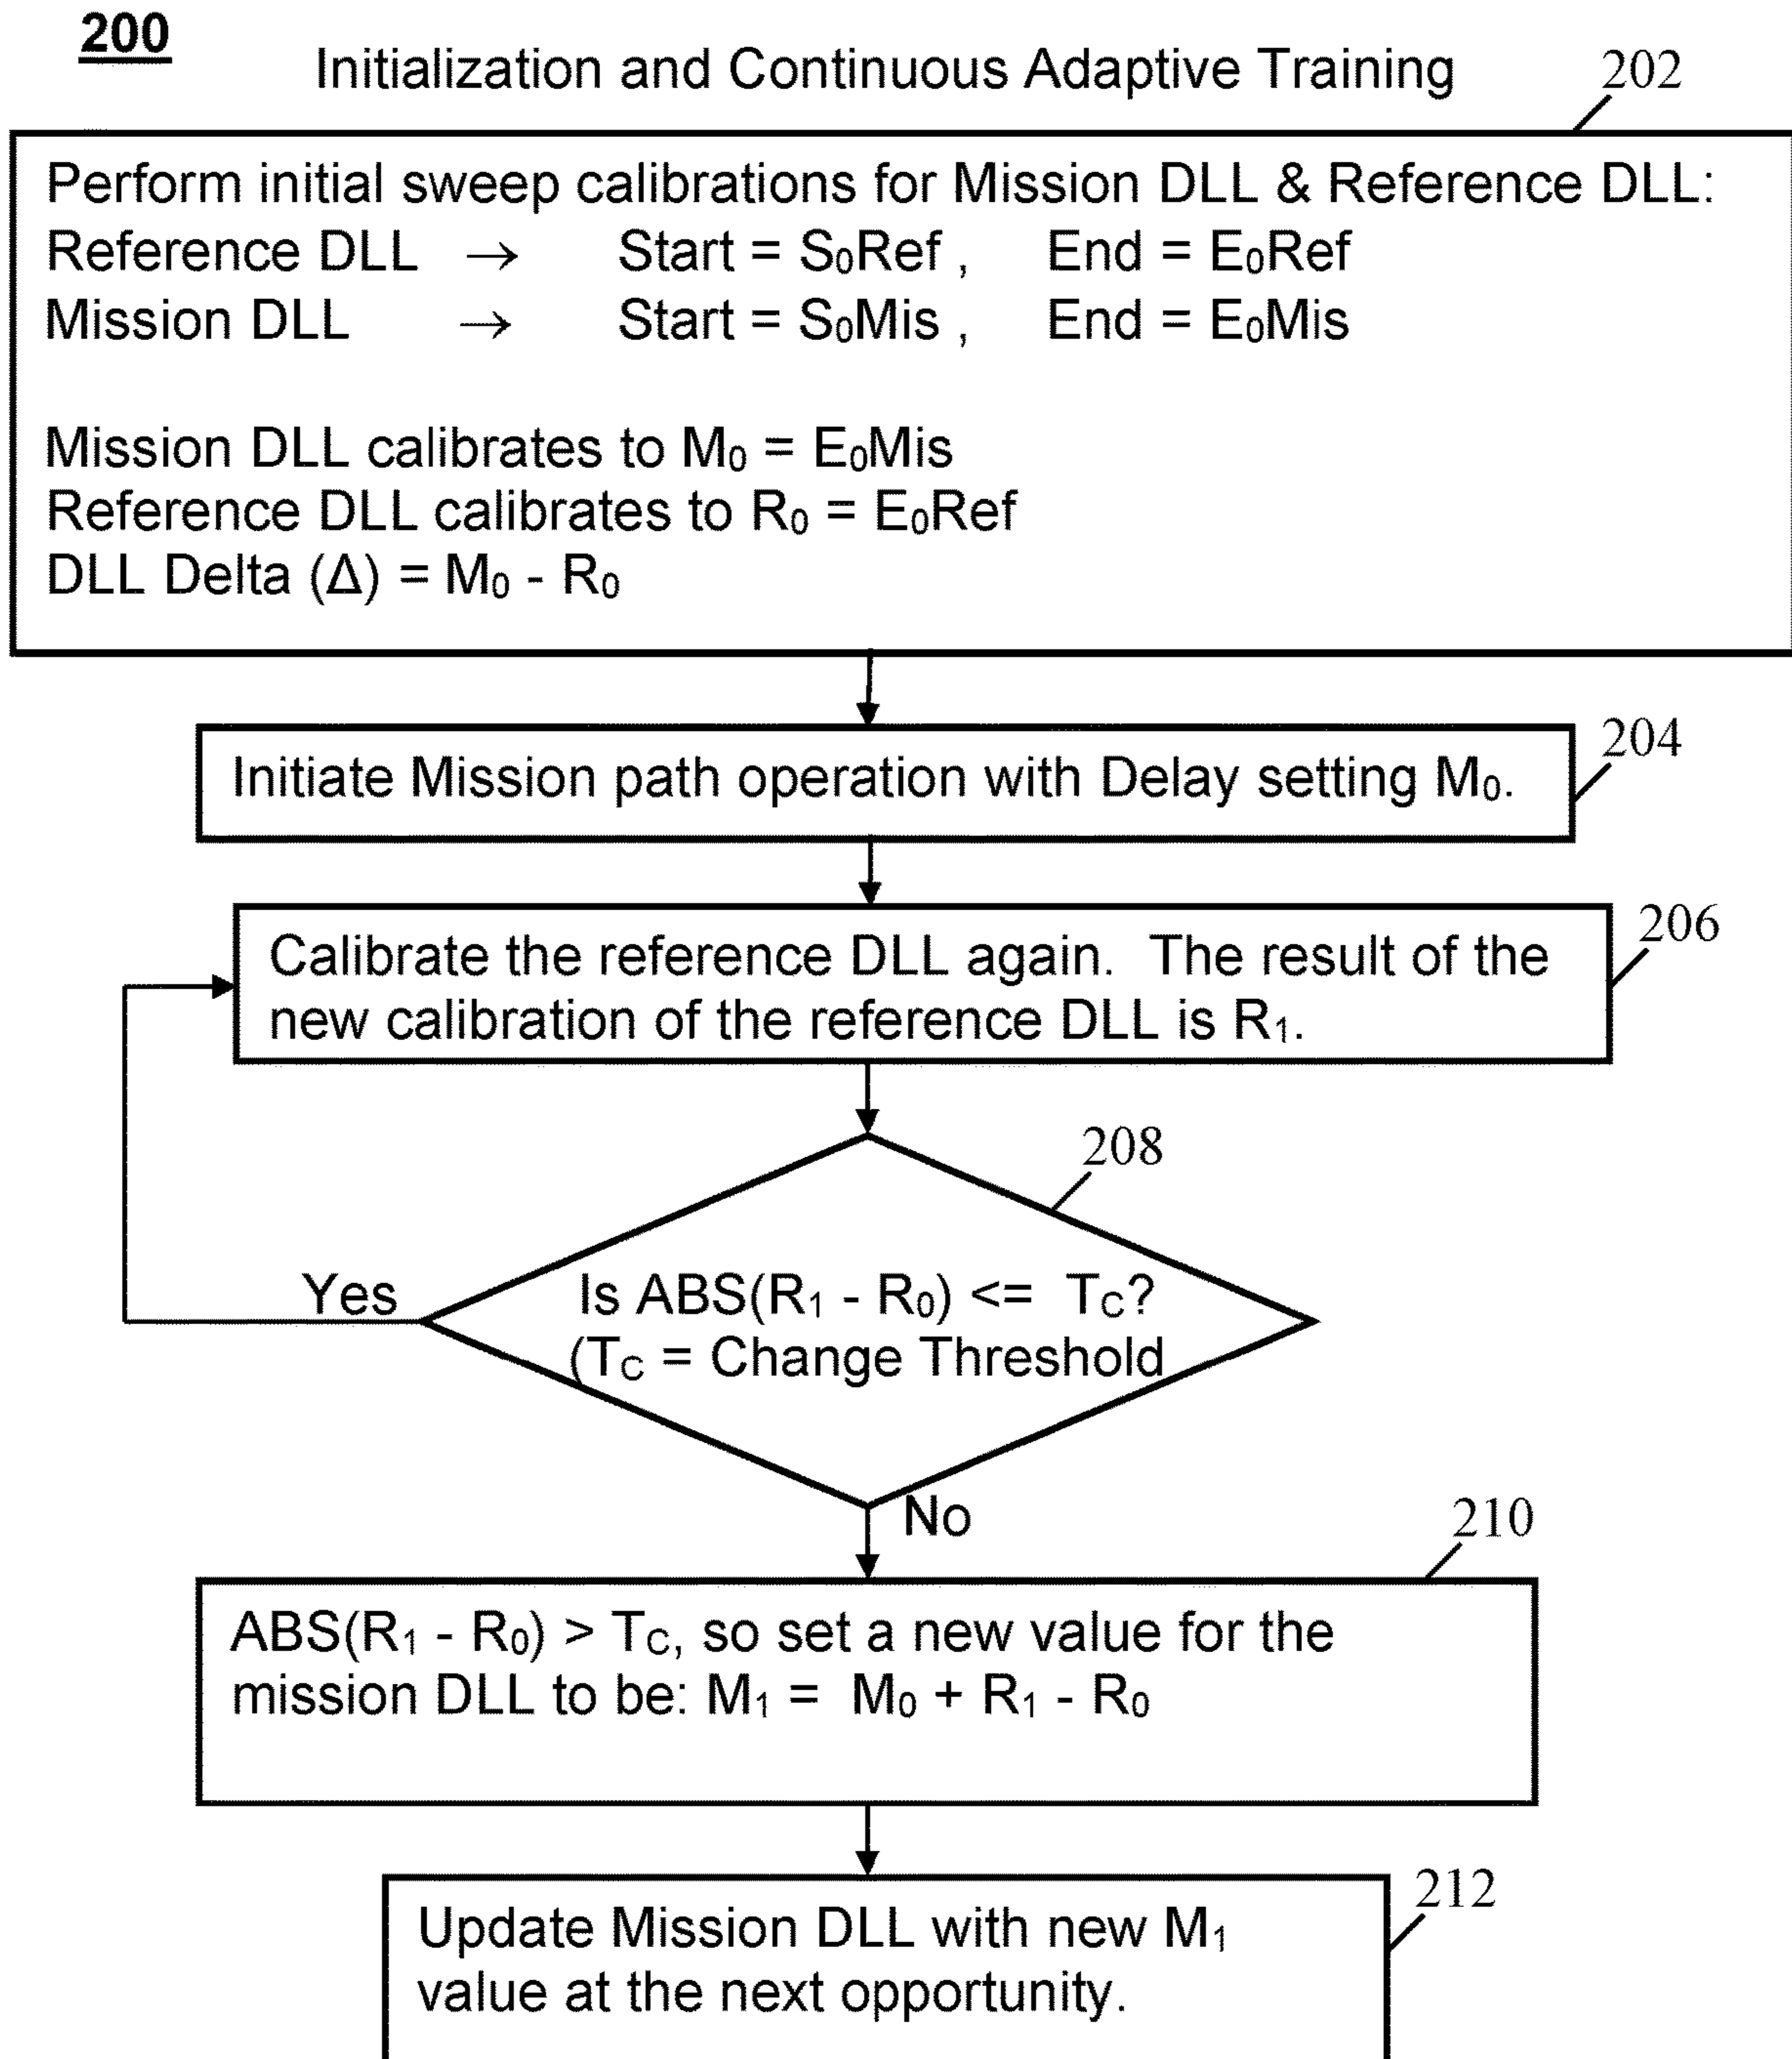 200
Initialization and Continuous Adaptive Training
202
Perform initial sweep calibrations for Mission DLL & Reference DLL:
Reference DLL → Start = S₀Ref , End = E₀Ref
Mission DLL → Start = S₀Mis , End = E₀Mis
Mission DLL calibrates to M₀ = E₀Mis
Reference DLL calibrates to R₀ = E₀Ref
DLL Delta (Δ) = M₀ - R₀
204
Initiate Mission path operation with Delay setting M₀.
206
Calibrate the reference DLL again. The result of the
new calibration of the reference DLL is R₁.
208
Is ABS(R₁ - R₀) <= T_C?
(T_C = Change Threshold
Yes
No
210
ABS(R₁ - R₀) > T_C, so set a new value for the
mission DLL to be: M₁ = M₀ + R₁ - R₀
212
Update Mission DLL with new M₁
value at the next opportunity.